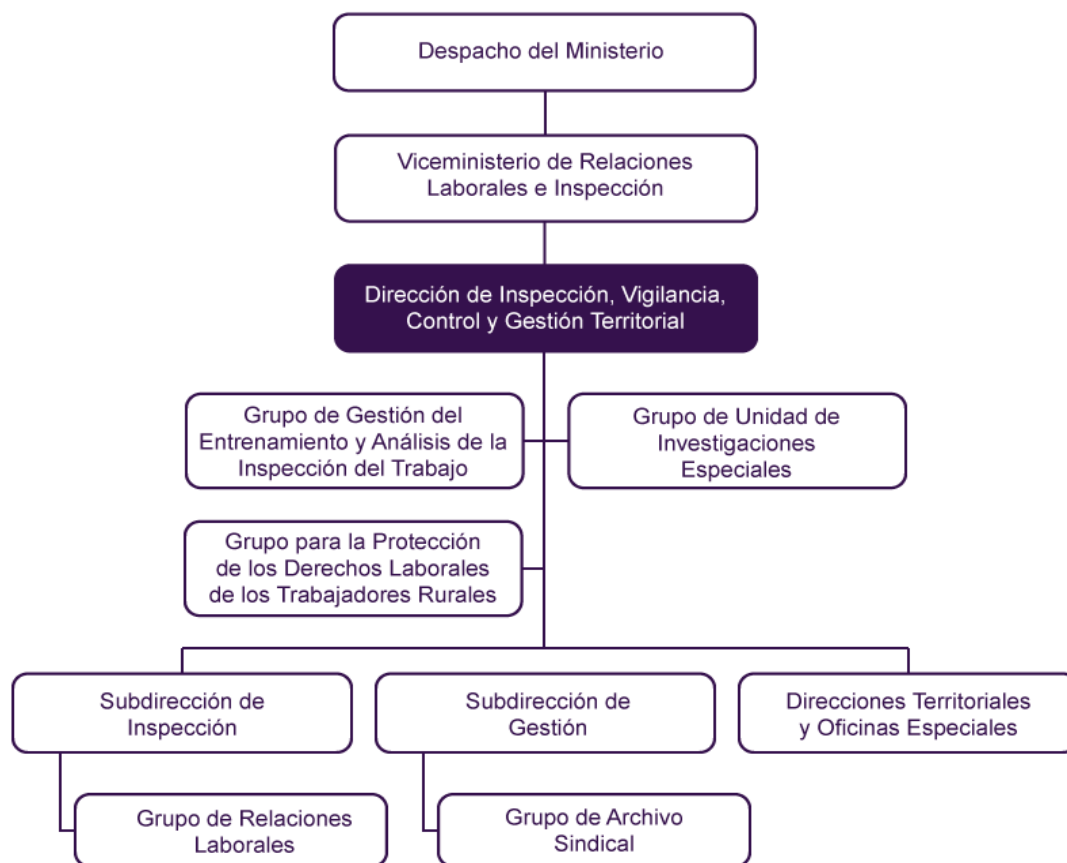 Despacho del Ministerio
Viceministerio de Relaciones
Laborales e Inspección
Dirección de Inspección, Vigilancia,
Control y Gestión Territorial
Grupo de Gestión del
Entrenamiento y Análisis de la
Inspección del Trabajo
Grupo de Unidad de
Investigaciones
Especiales
Grupo para la Protección
de los Derechos Laborales
de los Trabajadores Rurales
Subdirección de
Inspección
Subdirección de
Gestión
Direcciones Territoriales
y Oficinas Especiales
Grupo de Relaciones
Laborales
Grupo de Archivo
Sindical